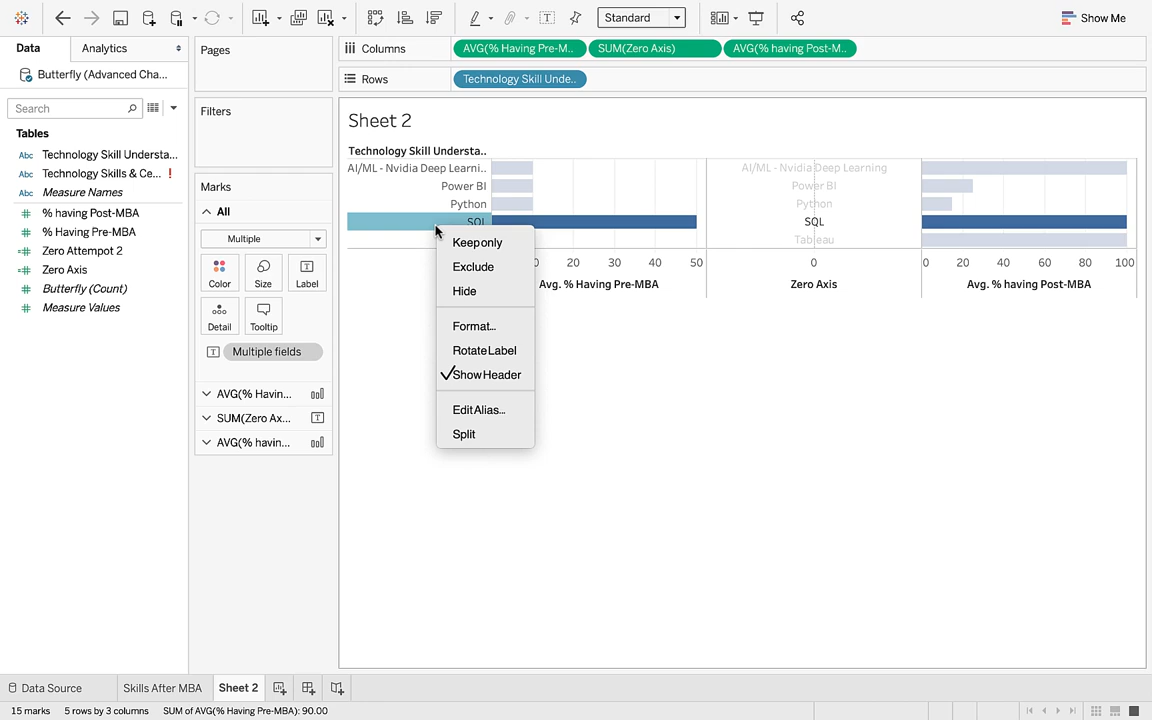 Standard
Show Me
Data
Analytics
Pages
Columns
AVG(% Having Pre-M..
SUM(Zero Axis)
AVG(% having Post-M..
Butterfly (Advanced Cha...
Rows
Technology Skill Unde..
Search
Filters
Sheet 2
Tables
Technology Skill Understa...
Technology Skills & Ce... !
Measure Names
% having Post-MBA
% Having Pre-MBA
Zero Attempot 2
Zero Axis
Butterfly (Count)
Measure Values
Marks
All
Multiple
Color
Size
Label
Detail
Tooltip
Multiple fields
AVG(% Havin...
SUM(Zero Ax...
AVG(% havin...
Technology Skill Understa..
AI/ML - Nvidia Deep Learni..
Power BI
Python
SQL
AI/ML - Nvidia Deep Learning
Power BI
Python
SQL
Tableau
0 20 30 40 50
Avg. % Having Pre-MBA
0
Zero Axis
0 20 40 60 80 100
Avg. % having Post-MBA
Keep only
Exclude
Hide
Format...
Rotate Label
Show Header
Edit Alias...
Split
Data Source
Skills After MBA
Sheet 2
15 marks
5 rows by 3 columns
SUM of AVG(% Having Pre-MBA): 90.00